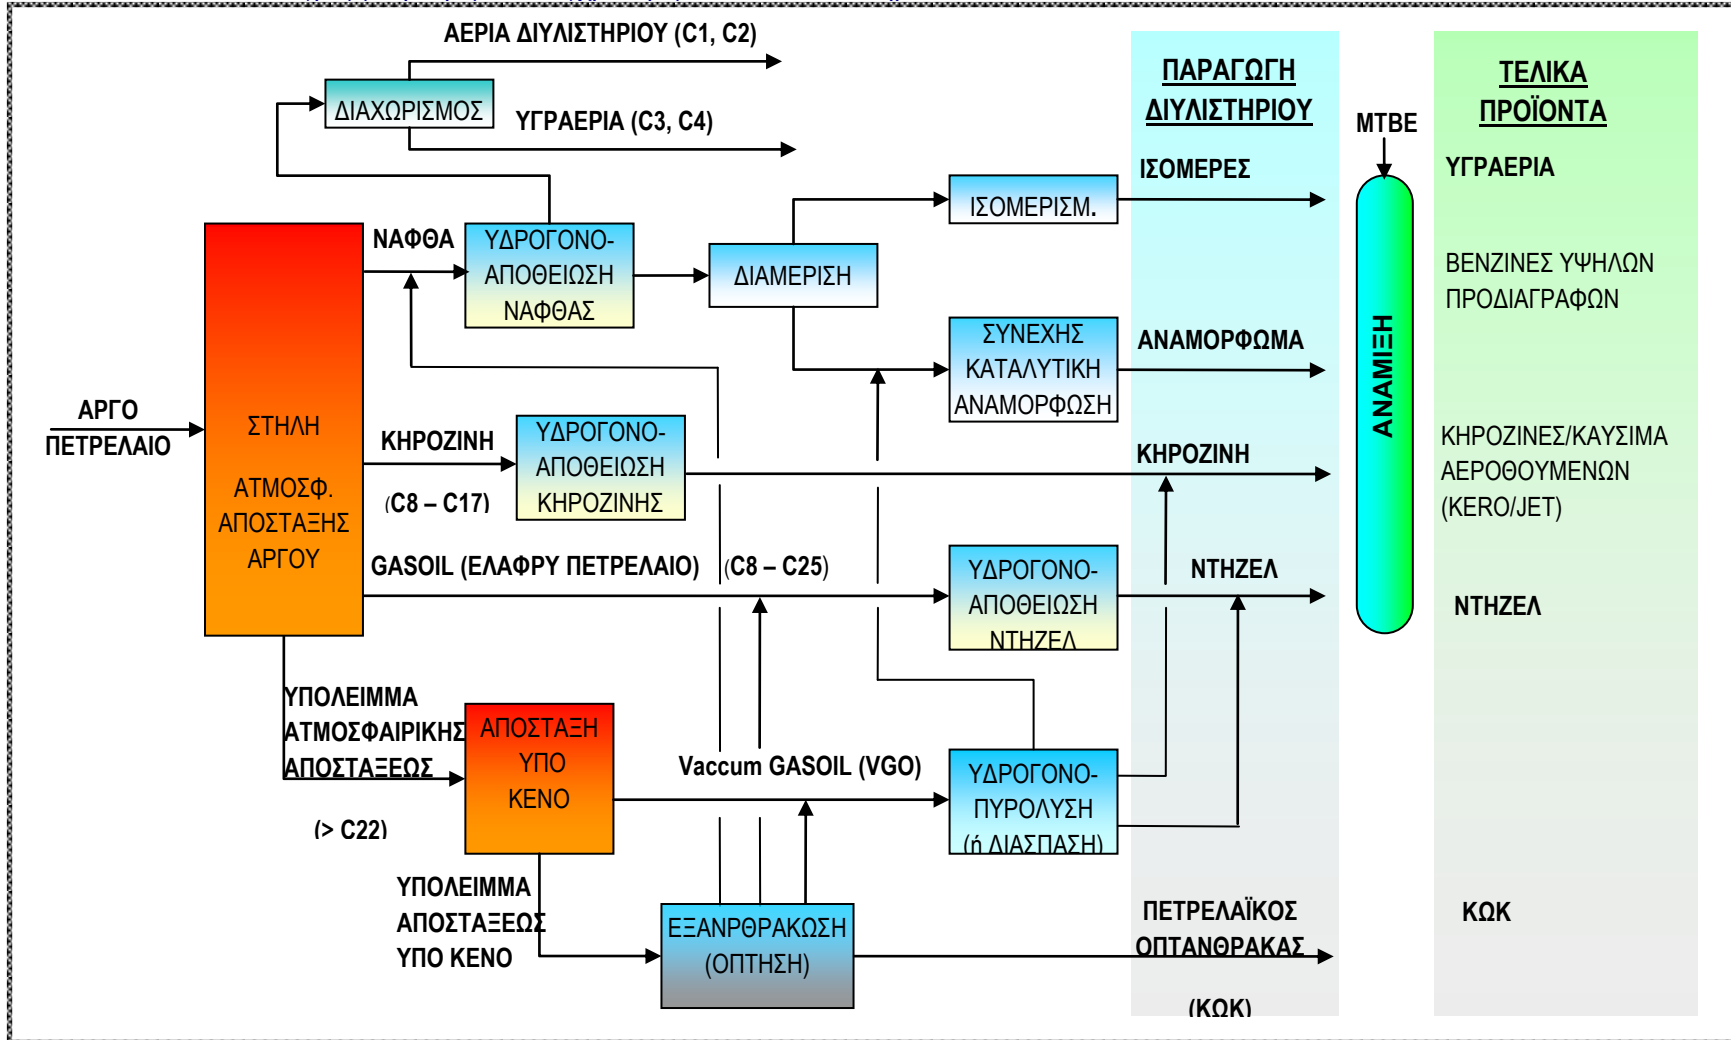 ΑΕΡΙΑ ΔΙΥΛΙΣΤΗΡΙΟΥ (C1, C2)
ΔΙΑΧΩΡΙΣΜΟΣ
ΥΓΡΑΕΡΙΑ (C3, C4)
ΠΑΡΑΓΩΓΗ
ΔΙΥΛΙΣΤΗΡΙΟΥ
ΜΤΒΕ
ΤΕΛΙΚΑ
ΠΡΟΪΟΝΤΑ
ΙΣΟΜΕΡΙΣΜ.
ΙΣΟΜΕΡΕΣ
ΥΓΡΑΕΡΙΑ
ΝΑΦΘΑ
ΥΔΡΟΓΟΝΟ-
ΑΠΟΘΕΙΩΣΗ
ΝΑΦΘΑΣ
ΔΙΑΜΕΡΙΣΗ
ΒΕΝΖΙΝΕΣ ΥΨΗΛΩΝ
ΠΡΟΔΙΑΓΡΑΦΩΝ
ΣΥΝΕΧΗΣ
ΚΑΤΑΛΥΤΙΚΗ
ΑΝΑΜΟΡΦΩΣΗ
ΑΝΑΜΟΡΦΩΜΑ
ΑΝΑΜΙΞΗ
ΑΡΓΟ
ΠΕΤΡΕΛΑΙΟ
ΣΤΗΛΗ
ΑΤΜΟΣΦ.
ΑΠΟΣΤΑΞΗΣ
ΑΡΓΟΥ
ΚΗΡΟΖΙΝΗ
(C8 – C17)
ΥΔΡΟΓΟΝΟ-
ΑΠΟΘΕΙΩΣΗ
ΚΗΡΟΖΙΝΗΣ
ΚΗΡΟΖΙΝΗ
ΚΗΡΟΖΙΝΕΣ/ΚΑΥΣΙΜΑ
ΑΕΡΟΘΟΥΜΕΝΩΝ
(KERO/JET)
GASOIL (ΕΛΑΦΡΥ ΠΕΤΡΕΛΑΙΟ) (C8 – C25)
ΥΔΡΟΓΟΝΟ-
ΑΠΟΘΕΙΩΣΗ
ΝΤΗΖΕΛ
ΝΤΗΖΕΛ
ΝΤΗΖΕΛ
ΥΠΟΛΕΙΜΜΑ
ΑΤΜΟΣΦΑΙΡΙΚΗΣ
ΑΠΟΣΤΑΞΕΩΣ
(> C22)
ΑΠΟΣΤΑΞΗ
ΥΠΟ
ΚΕΝΟ
Vaccum GASOIL (VGO)
ΥΔΡΟΓΟΝΟ-
ΠΥΡΟΛΥΣΗ
(ή ΔΙΑΣΠΑΣΗ)
ΥΠΟΛΕΙΜΜΑ
ΑΠΟΣΤΑΞΕΩΣ
ΥΠΟ ΚΕΝΟ
ΕΞΑΝΡΘΡΑΚΩΣΗ
(ΟΠΤΗΣΗ)
ΠΕΤΡΕΛΑΪΚΟΣ
ΟΠΤΑΝΘΡΑΚΑΣ
(ΚΩΚ)
ΚΩΚ